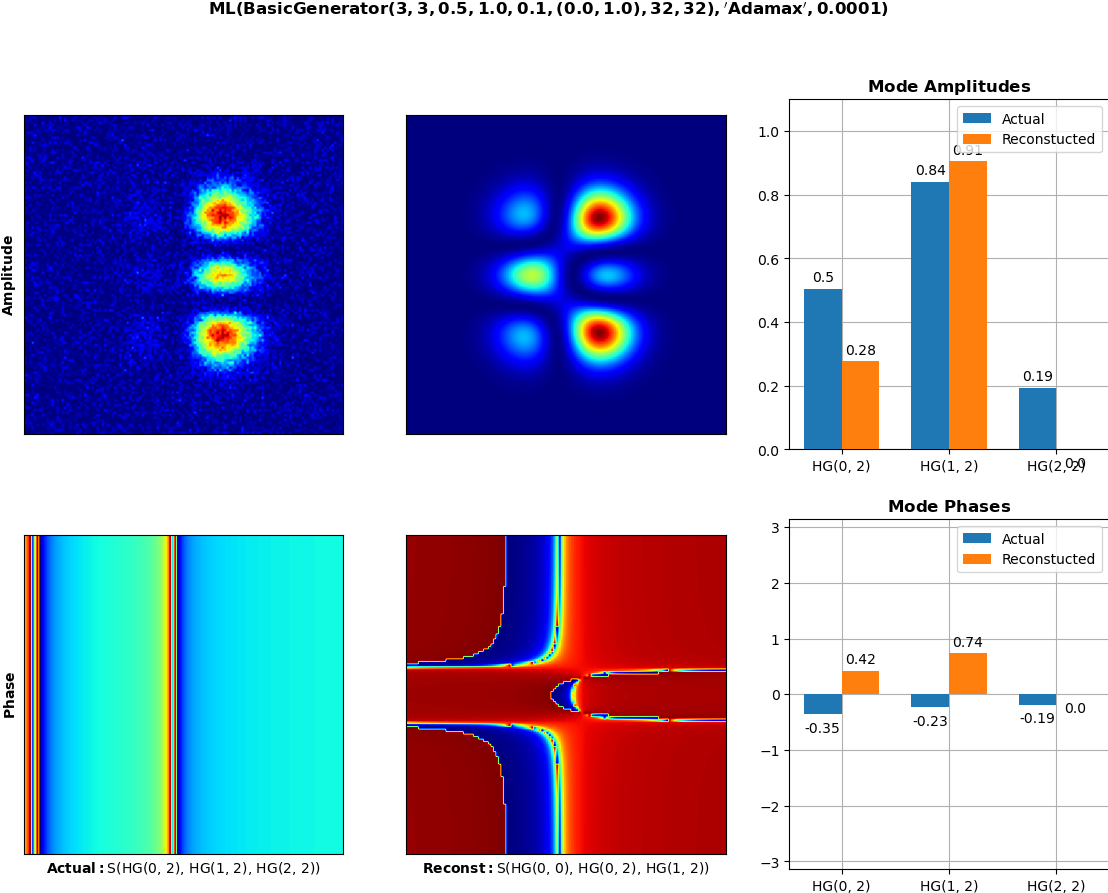 ML(BasicGenerator(3, 3, 0.5, 1.0, 0.1, (0.0, 1.0), 32, 32), 'Adamax', 0.0001)
Amplitude
Mode Amplitudes
Actual
Reconstucted
1.0
0.8
0.6
0.4
0.2
0.0
0.5
0.28
0.84
0.91
0.19
0.0
HG(0, 2)
HG(1, 2)
HG(2, 2)
Phase
Actual: S(HG(0, 2), HG(1, 2), HG(2, 2))
Reconst: S(HG(0, 0), HG(0, 2), HG(1, 2))
Mode Phases
Actual
Reconstucted
3
2
1
0
−1
−2
−3
-0.35
0.42
-0.23
0.74
-0.19
0.0
HG(0, 2)
HG(1, 2)
HG(2, 2)